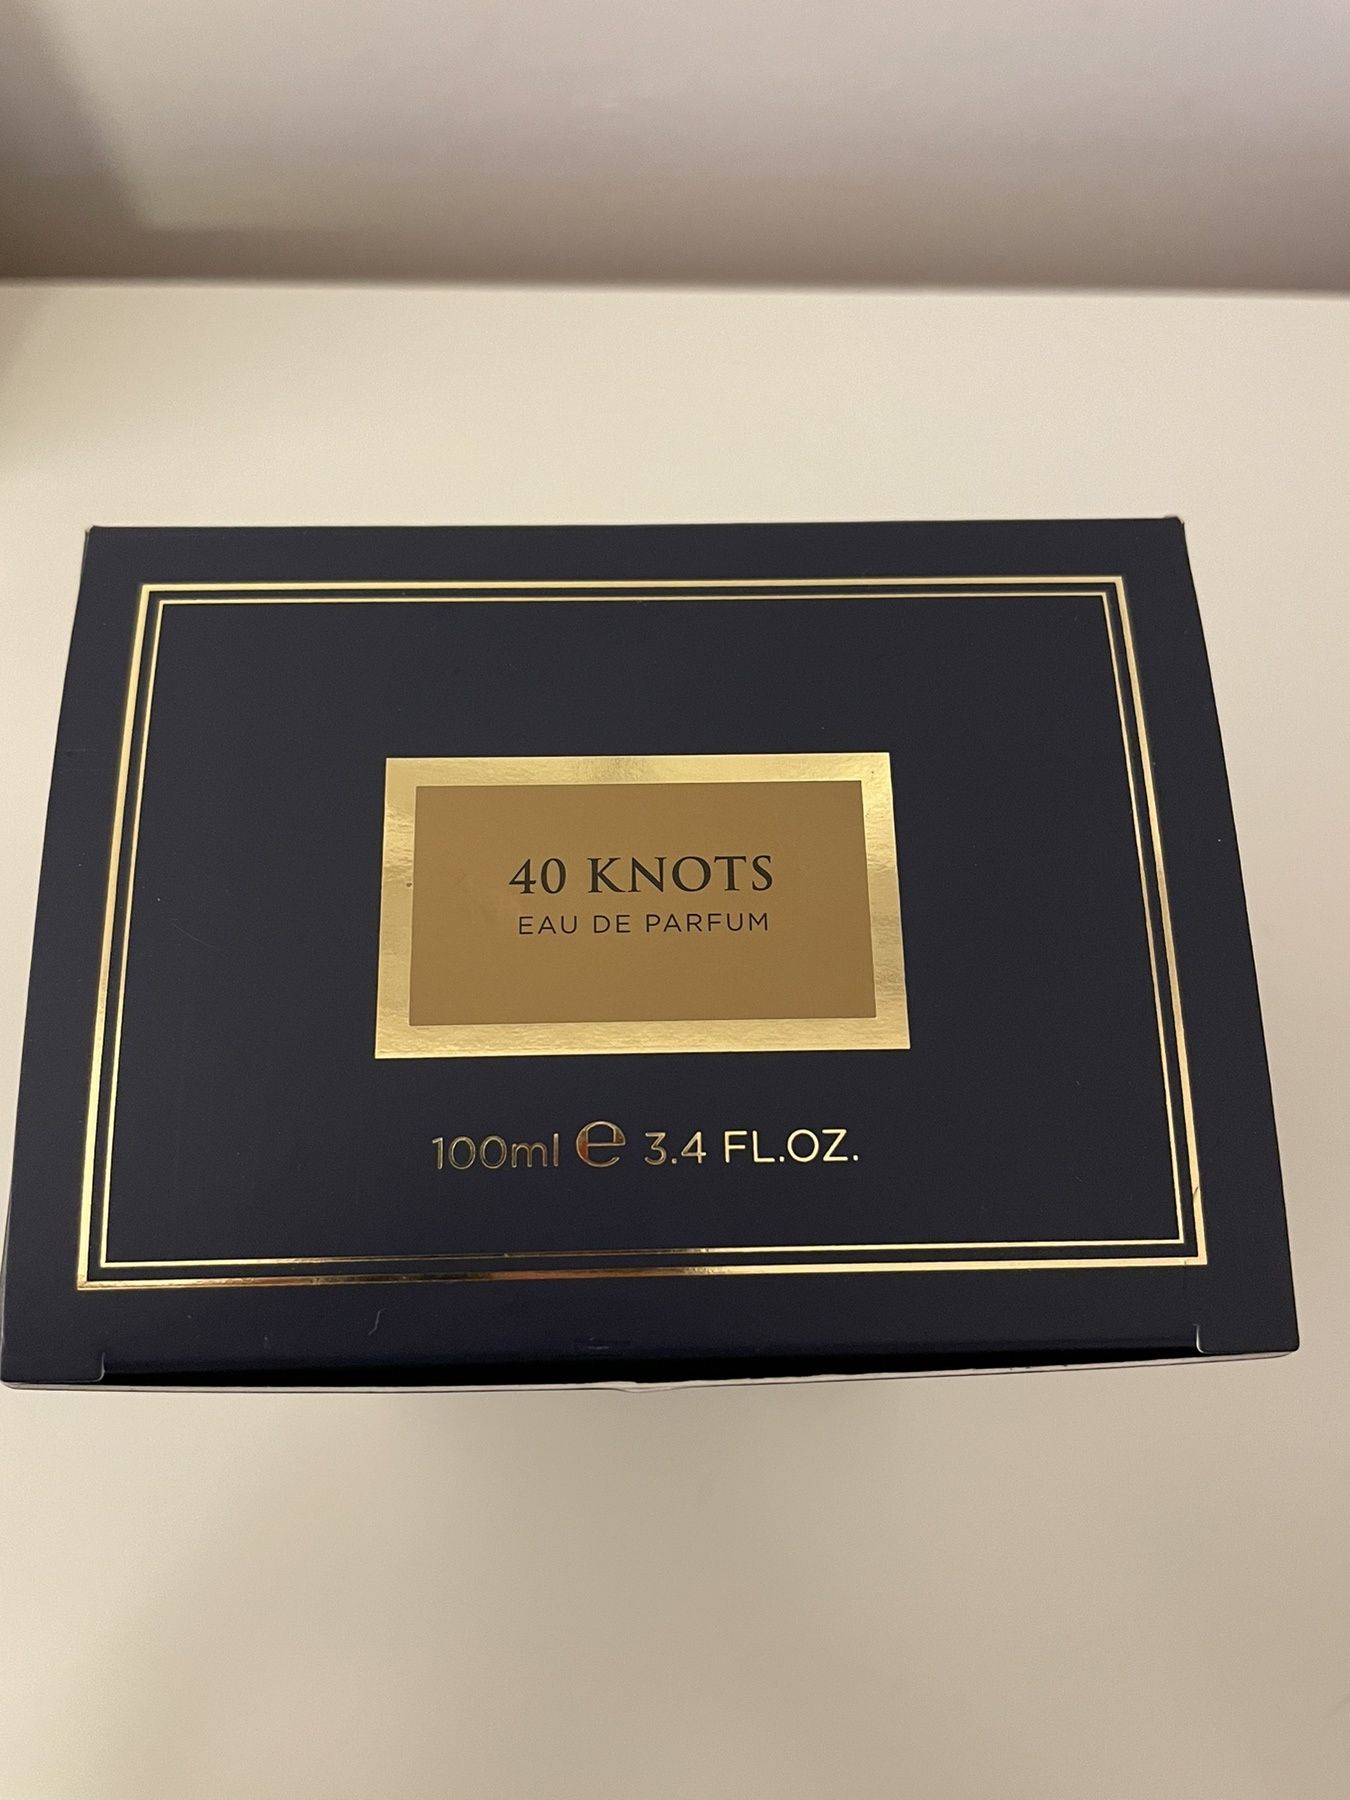 40 KNOTS
EAU DE PARFUM
100ml ℮ 3.4 FL.OZ.